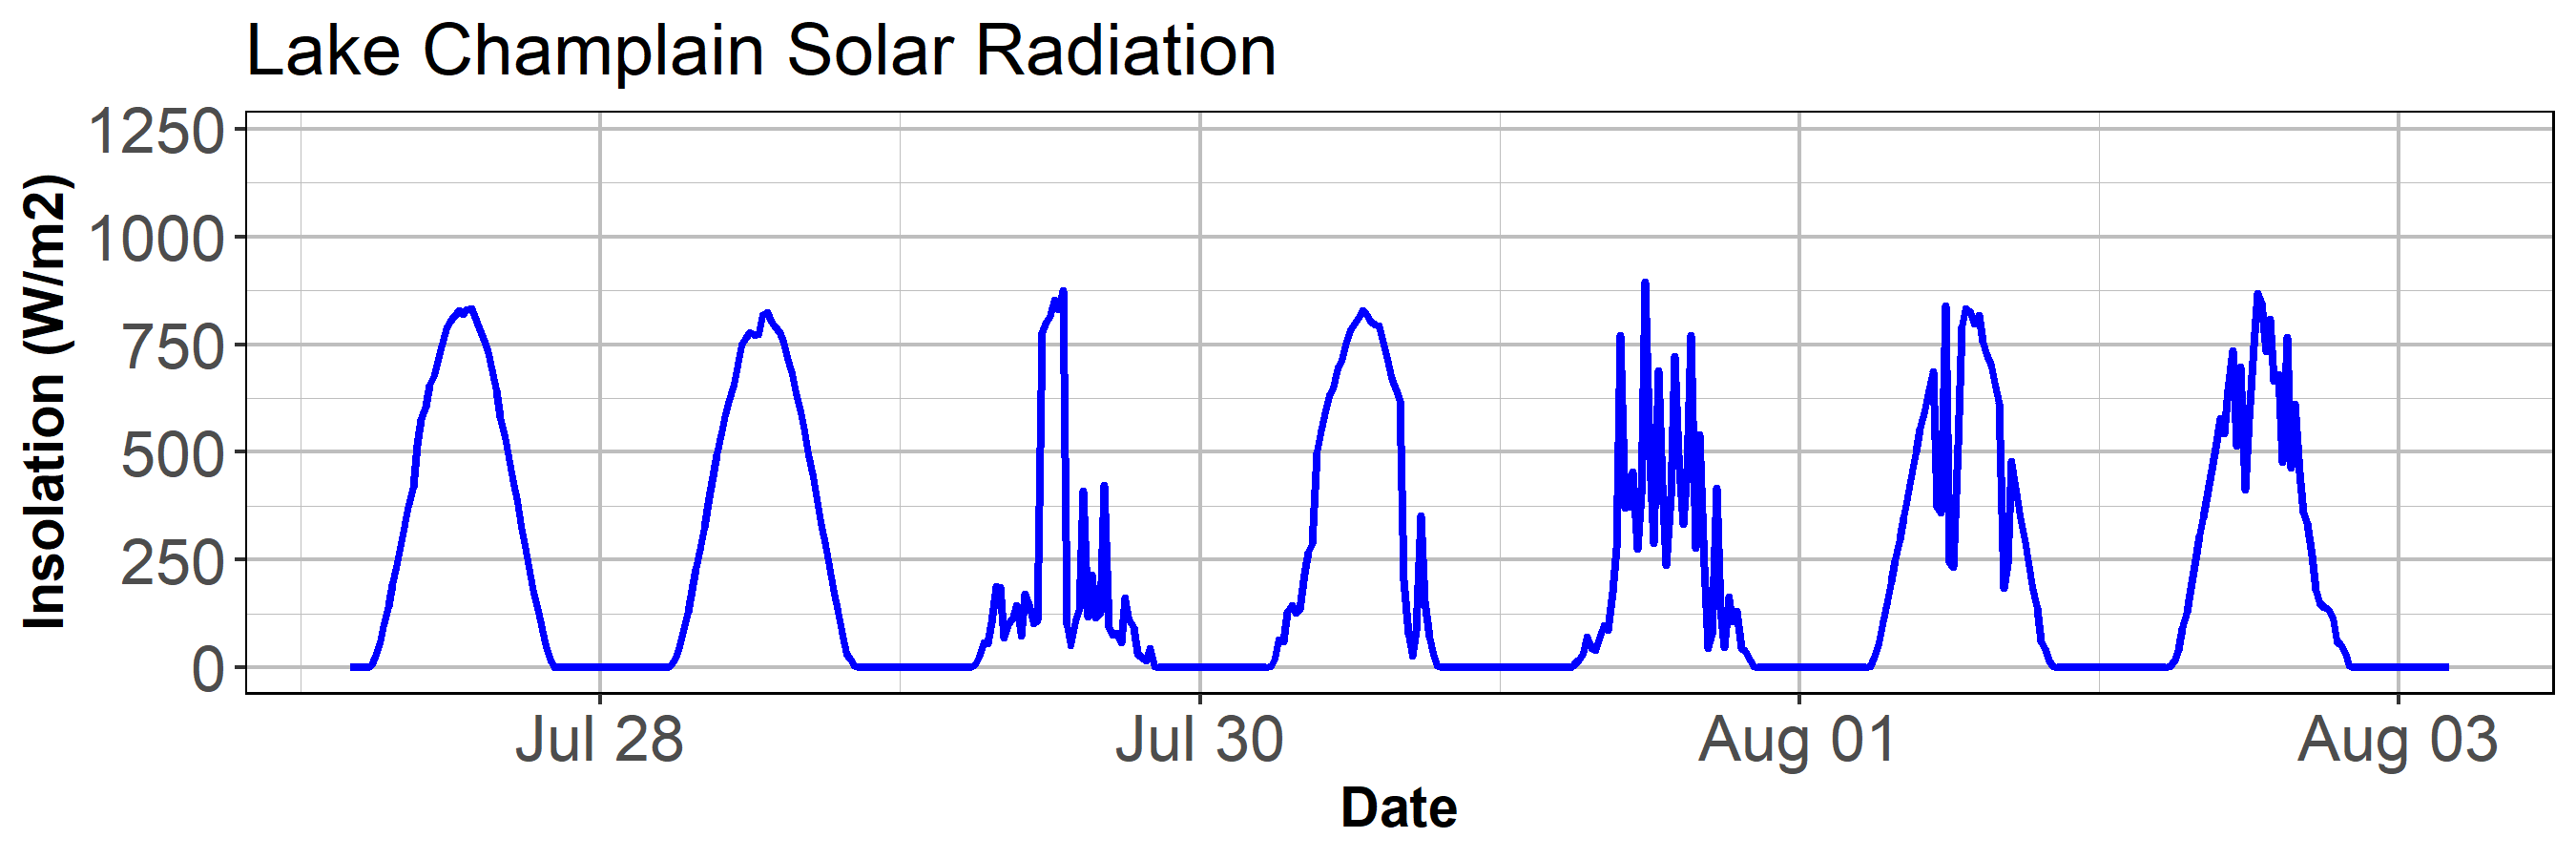 Lake Champlain Solar Radiation
Insolation (W/m2)
1250
1000
750
500
250
0
Jul 28
Jul 30
Aug 01
Aug 03
Date